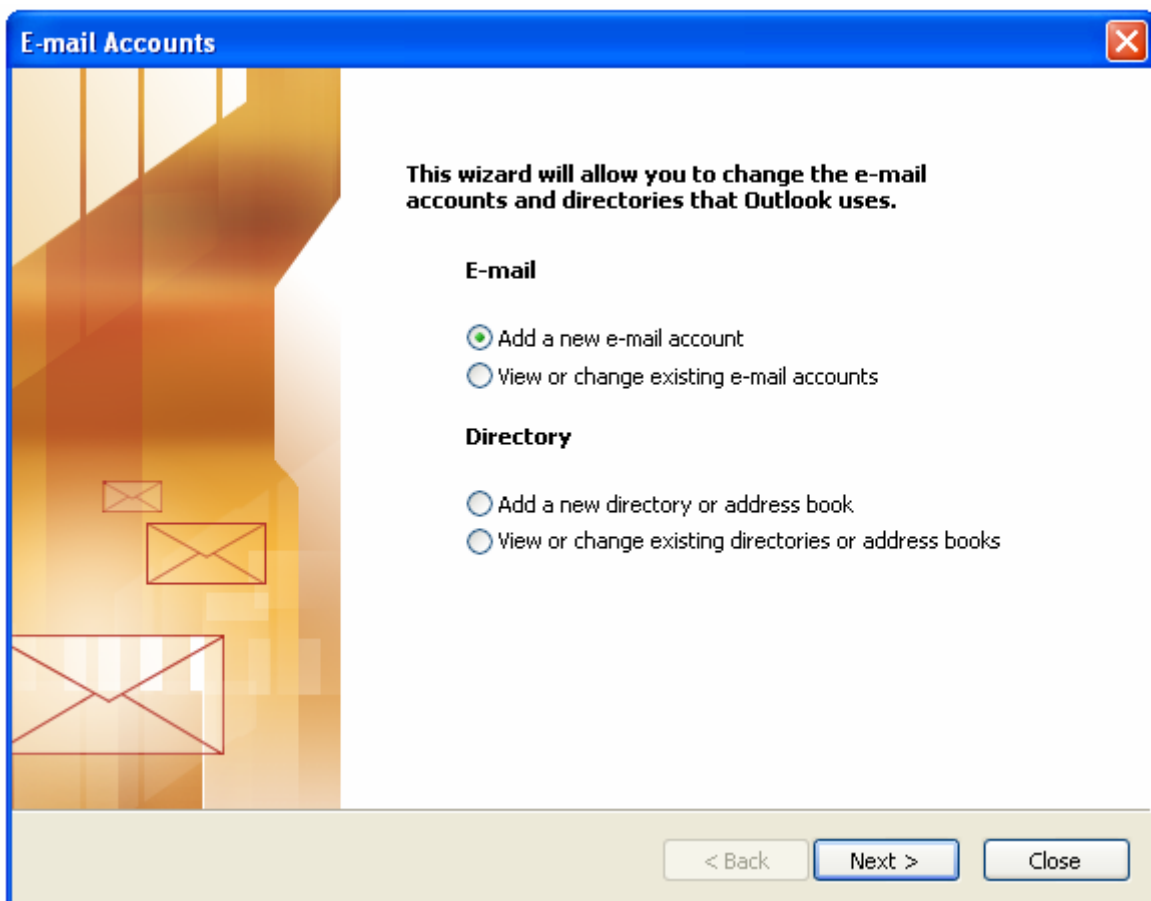 E-mail Accounts
This wizard will allow you to change the e-mail
accounts and directories that Outlook uses.
E-mail
Add a new e-mail account
View or change existing e-mail accounts
Directory
Add a new directory or address book
View or change existing directories or address books
< Back
Next >
Close